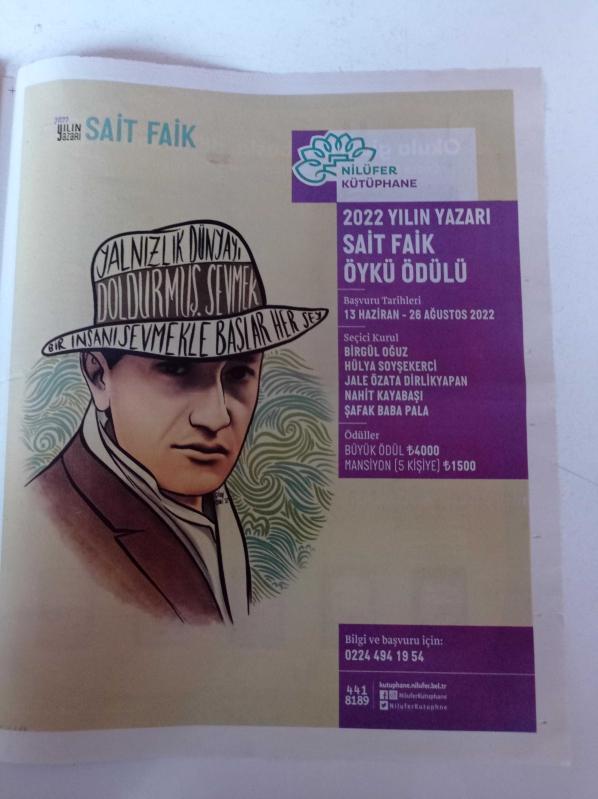 2022
YILIN
YAZARI
SAİT FAİK
NİLÜFER
KÜTÜPHANE
YALNIZLIK DÜNYAYI
DOLDURMUŞ. SEVMEK
BİR İNSANI SEVMEKLE BAŞLAR HER ŞEY
2022 YILIN YAZARI
SAİT FAİK
ÖYKÜ ÖDÜLÜ
Başvuru Tarihleri
13 HAZİRAN - 26 AĞUSTOS 2022
Seçici Kurul
BİRGÜL OĞUZ
HÜLYA SOYŞEKERCİ
JALE ÖZATA DİRLİKYAPAN
NAHİT KAYABAŞI
ŞAFAK BABA PALA
Ödüller
BÜYÜK ÖDÜL ₺4000
MANSİYON (5 KİŞİYE) ₺1500
Bilgi ve başvuru için:
0224 494 19 54
441
8189
kutuphane.nilufer.bel.tr
NiluferKutuphane
NiluferKutuphne